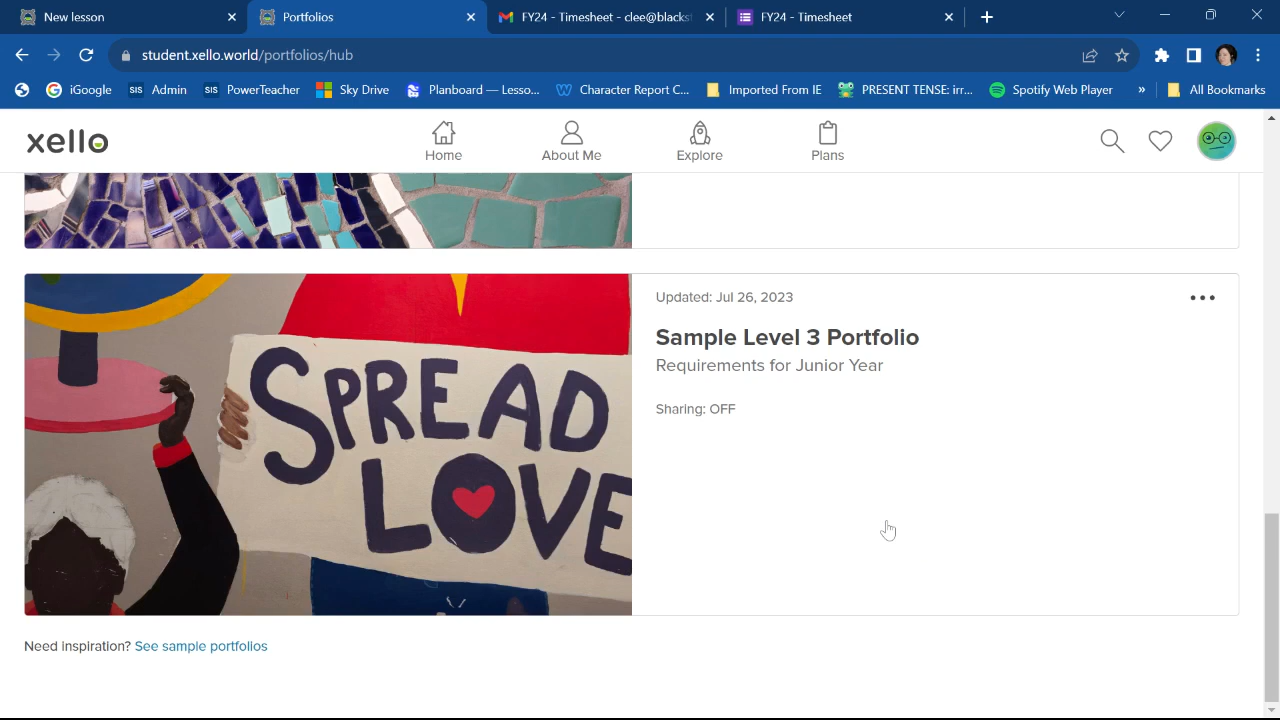 New lesson
Portfolios
FY24 - Timesheet - clee@blackst
FY24 - Timesheet
student.xello.world/portfolios/hub
iGoogle
SIS Admin
SIS PowerTeacher
Sky Drive
Planboard — Lesso...
Character Report C...
Imported From IE
PRESENT TENSE: irr...
Spotify Web Player
»
All Bookmarks
xello
Home
About Me
Explore
Plans
SPREAD
LOVE
Updated: Jul 26, 2023
Sample Level 3 Portfolio
Requirements for Junior Year
Sharing: OFF
Need inspiration? See sample portfolios